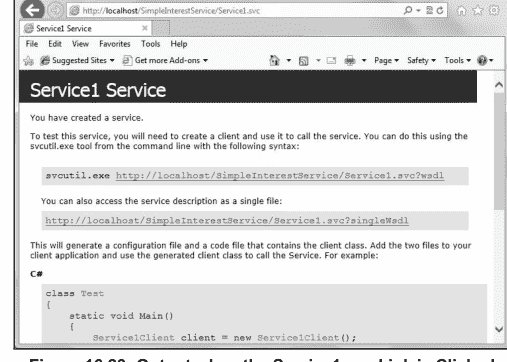 http://localhost/SimpleInterestService/Service1.svc
Service1 Service
File Edit View Favorites Tools Help
Suggested Sites Get more Add-ons Page Safety Tools
Service1 Service
You have created a service.
To test this service, you will need to create a client and use it to call the service. You can do this using the
svcutil.exe tool from the command line with the following syntax:
svcutil.exe http://localhost/SimpleInterestService/Service1.svc?wsdl
You can also access the service description as a single file:
http://localhost/SimpleInterestService/Service1.svc?singleWsdl
This will generate a configuration file and a code file that contains the client class. Add the two files to your
client application and use the generated client class to call the Service. For example:
C#
class Test
{
static void Main()
{
Service1Client client = new Service1Client();